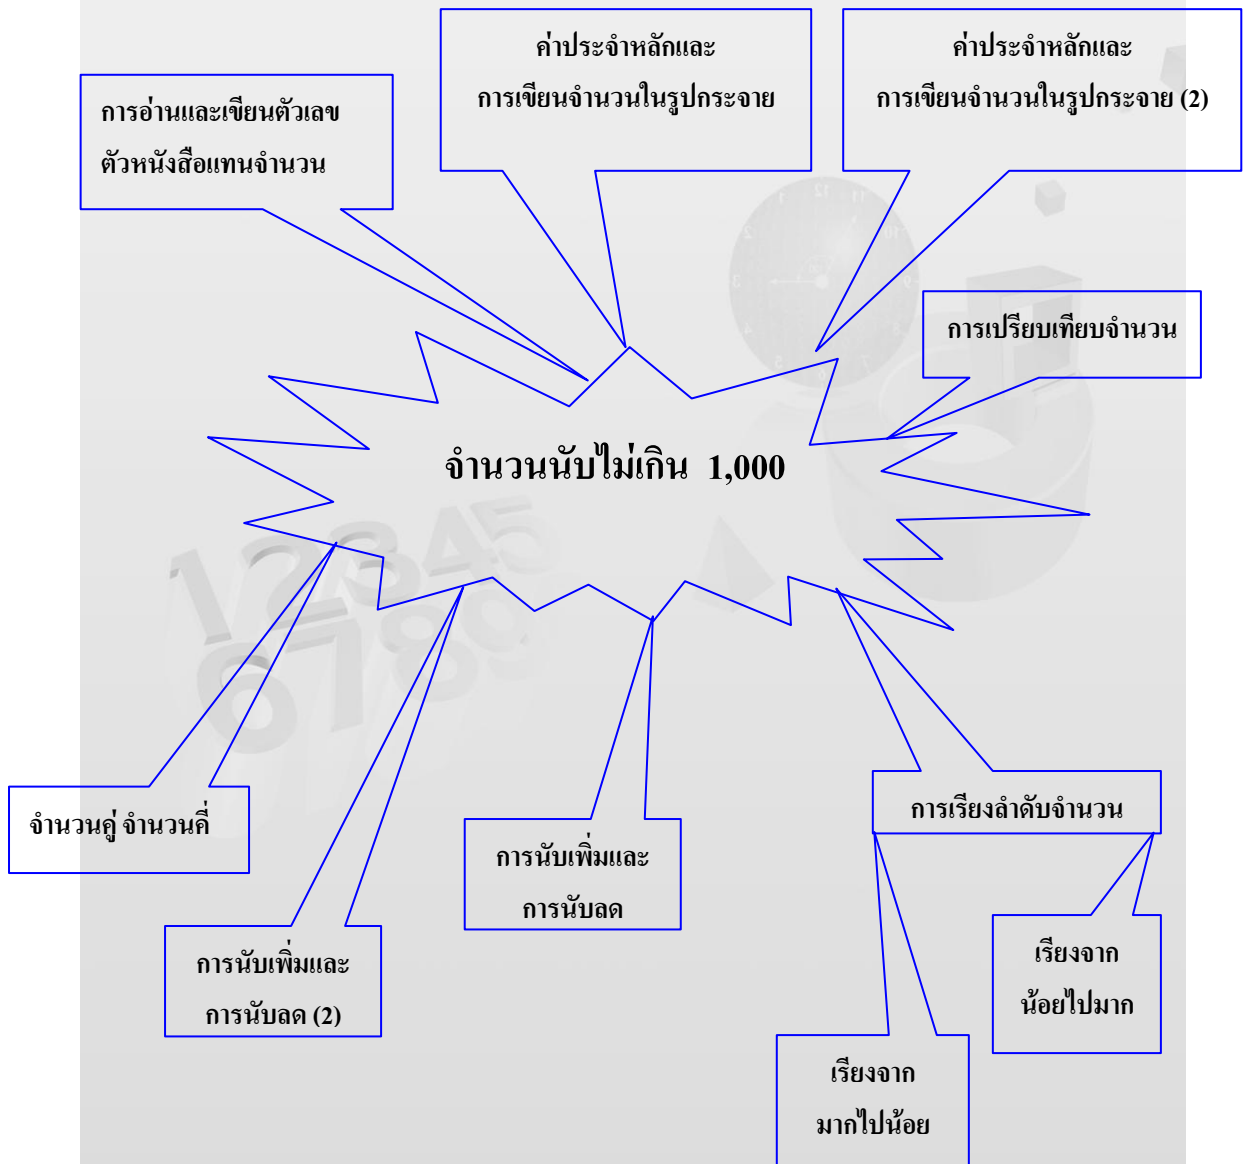 การอ่านและเขียนตัวเลข
ตัวหนังสือแทนจำนวน
ค่าประจำหลักและ
การเขียนจำนวนในรูปกระจาย
ค่าประจำหลักและ
การเขียนจำนวนในรูปกระจาย (2)
การเปรียบเทียบจำนวน
จำนวนนับไม่เกิน 1,000
จำนวนคู่ จำนวนคี่
การนับเพิ่มและ
การนับลด (2)
การนับเพิ่มและ
การนับลด
การเรียงลำดับจำนวน
เรียงจาก
น้อยไปมาก
เรียงจาก
มากไปน้อย
12345
6789